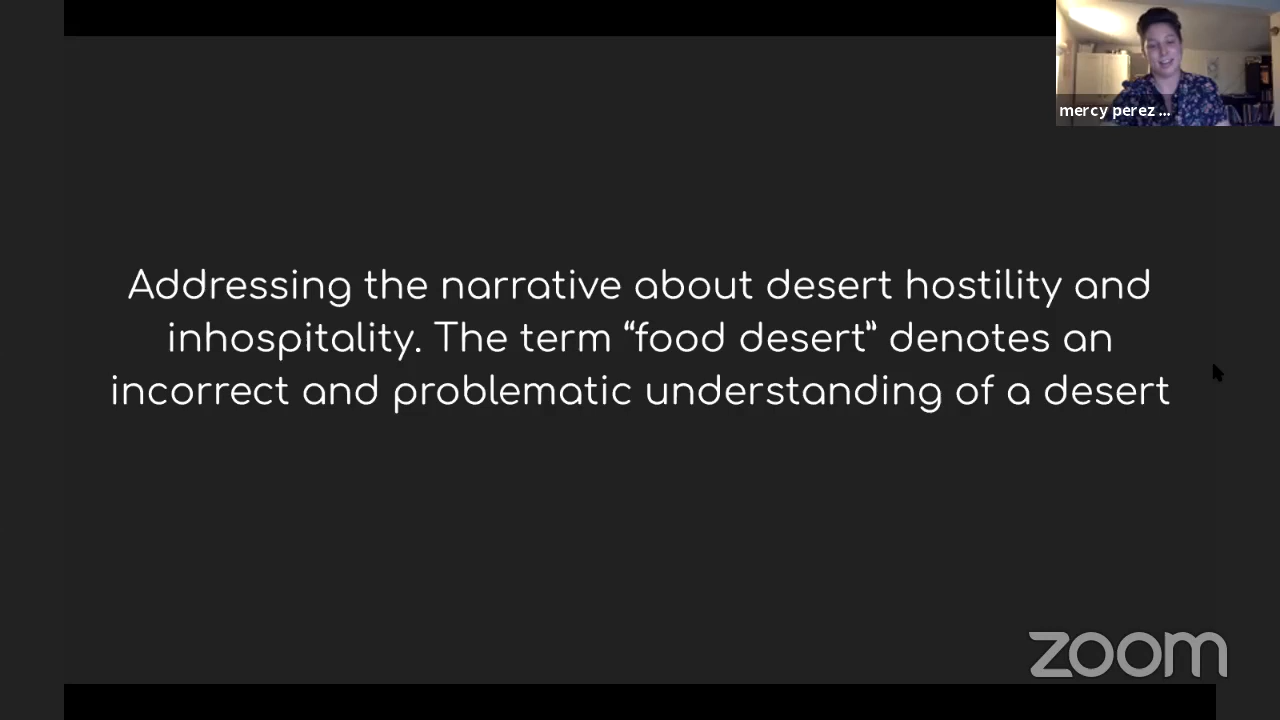 mercy perez ...
Addressing the narrative about desert hostility and
inhospitality. The term “food desert” denotes an
incorrect and problematic understanding of a desert
zoom